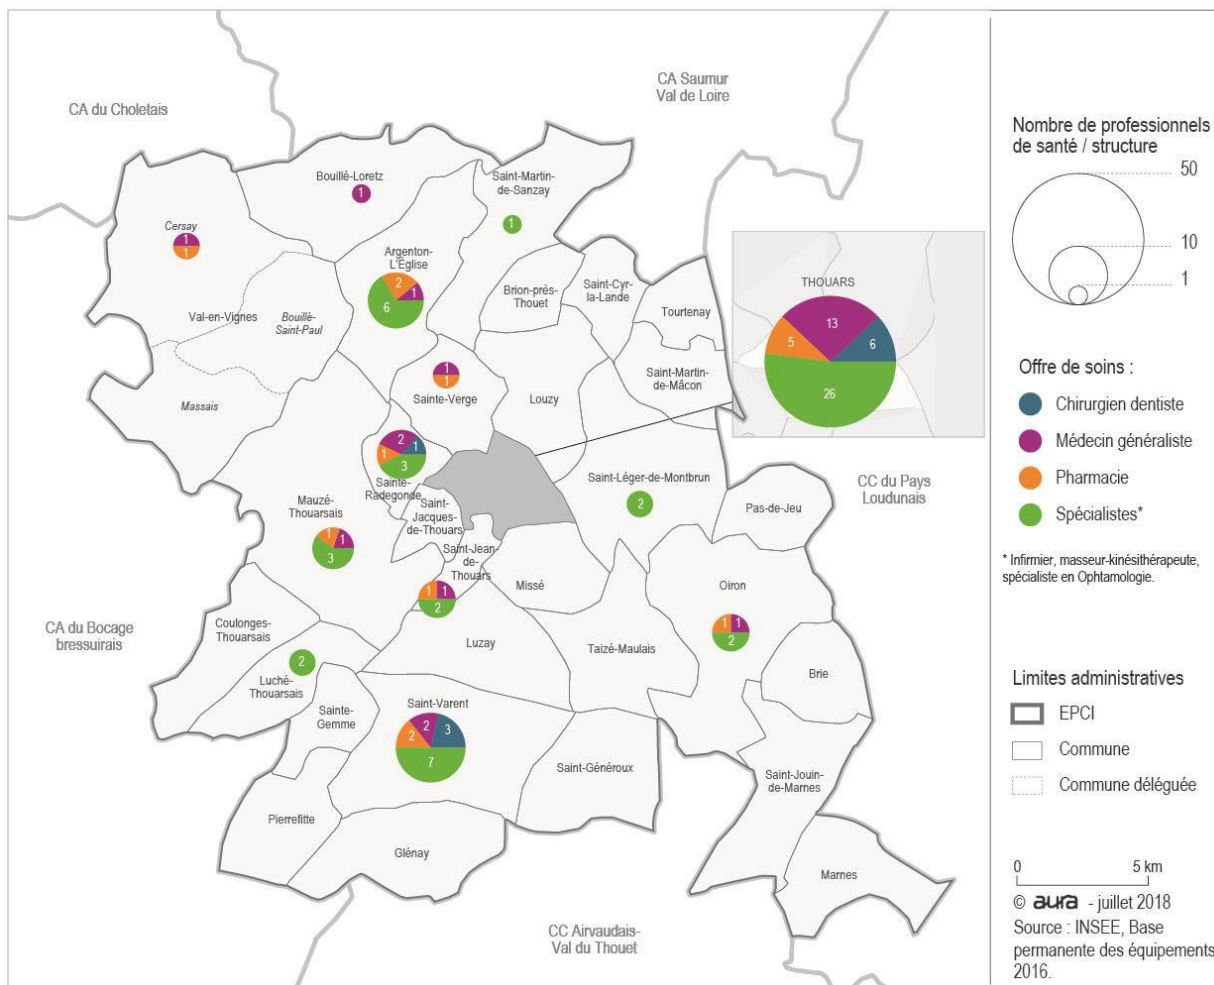 CA du Choletais
CA Saumur
Val de Loire
Bouillé-Loretz
1
Saint-Martin-
de-Sanzay
1
Cersay
1
1
Argenton-
L'Église
2
1
6
Brion-près-
Thouet
Saint-Cyr-
la-Lande
Tourtenay
Val-en-Vignes
Bouillé-
Saint-Paul
Saint-Martin-
de-Mâcon
Massais
1
1
Sainte-Verge
Louzy
THOUARS
13
5
6
26
2
1
1
3
Sainte-
Radegonde
Saint-Léger-de-Montbrun
2
CC du Pays
Loudunais
Mauzé-
Thouarsais
1
1
3
Saint-
Jacques-
de-Thouars
Pas-de-Jeu
Saint-Jean-
de-
Thouars
1
1
2
Missé
Oiron
1
1
2
CA du Bocage
bressuirais
Coulonges-
Thouarsais
2
Luché-
Thouarsais
Luzay
Taizé-Maulais
Brie
Sainte-
Gemme
Saint-Varent
2
3
2
7
Saint-Généroux
Saint-Jouin-
de-Marnes
Pierrefitte
Glénay
Marnes
CC Airvaudais-
Val du Thouet
Nombre de professionnels
de santé / structure
50
10
1
Offre de soins :
Chirurgien dentiste
Médecin généraliste
Pharmacie
Spécialistes*
* Infirmier, masseur-kinésithérapeute,
spécialiste en Ophtamologie.
Limites administratives
EPCI
Commune
Commune déléguée
0 5 km
© aura - juillet 2018
Source : INSEE, Base
permanente des équipements
2016.